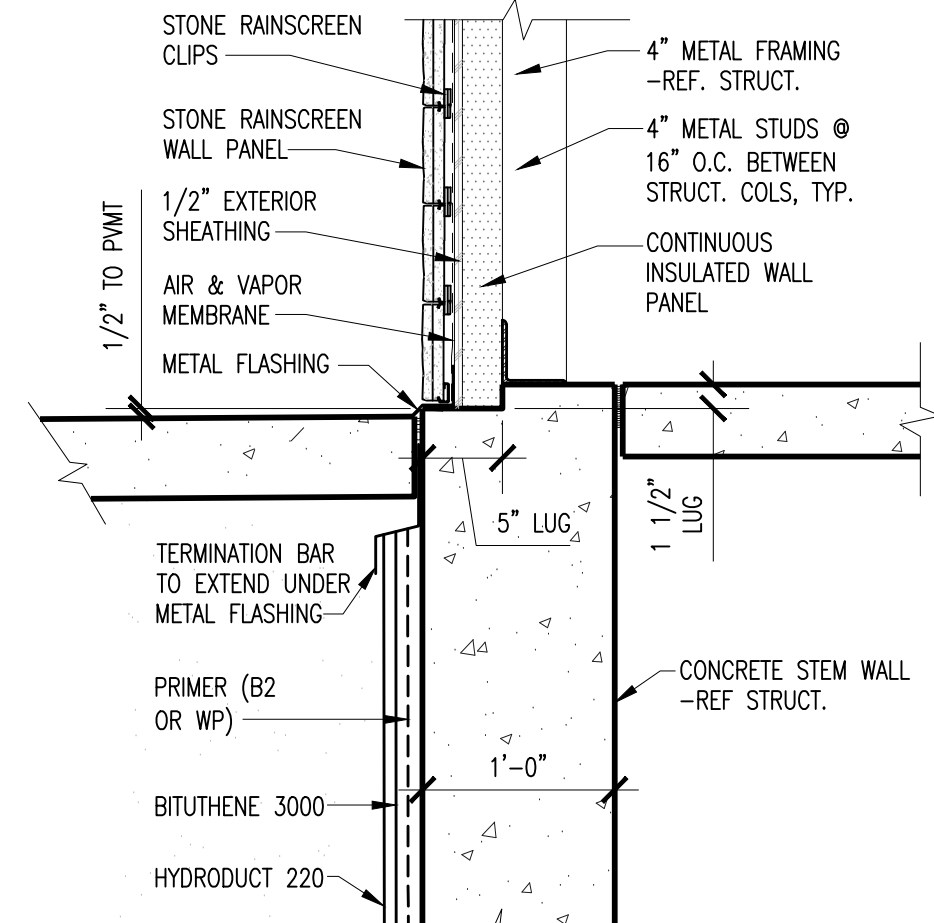 STONE RAINSCREEN
CLIPS
STONE RAINSCREEN
WALL PANEL
1/2" EXTERIOR
SHEATHING
AIR & VAPOR
MEMBRANE
METAL FLASHING
1/2" TO PVMT
4" METAL FRAMING
-REF. STRUCT.
4" METAL STUDS @
16" O.C. BETWEEN
STRUCT. COLS, TYP.
CONTINUOUS
INSULATED WALL
PANEL
5" LUG
1 1/2"
LUG
TERMINATION BAR
TO EXTEND UNDER
METAL FLASHING
PRIMER (B2
OR WP)
BITUTHENE 3000
HYDRODUCT 220
CONCRETE STEM WALL
-REF STRUCT.
1'-0"